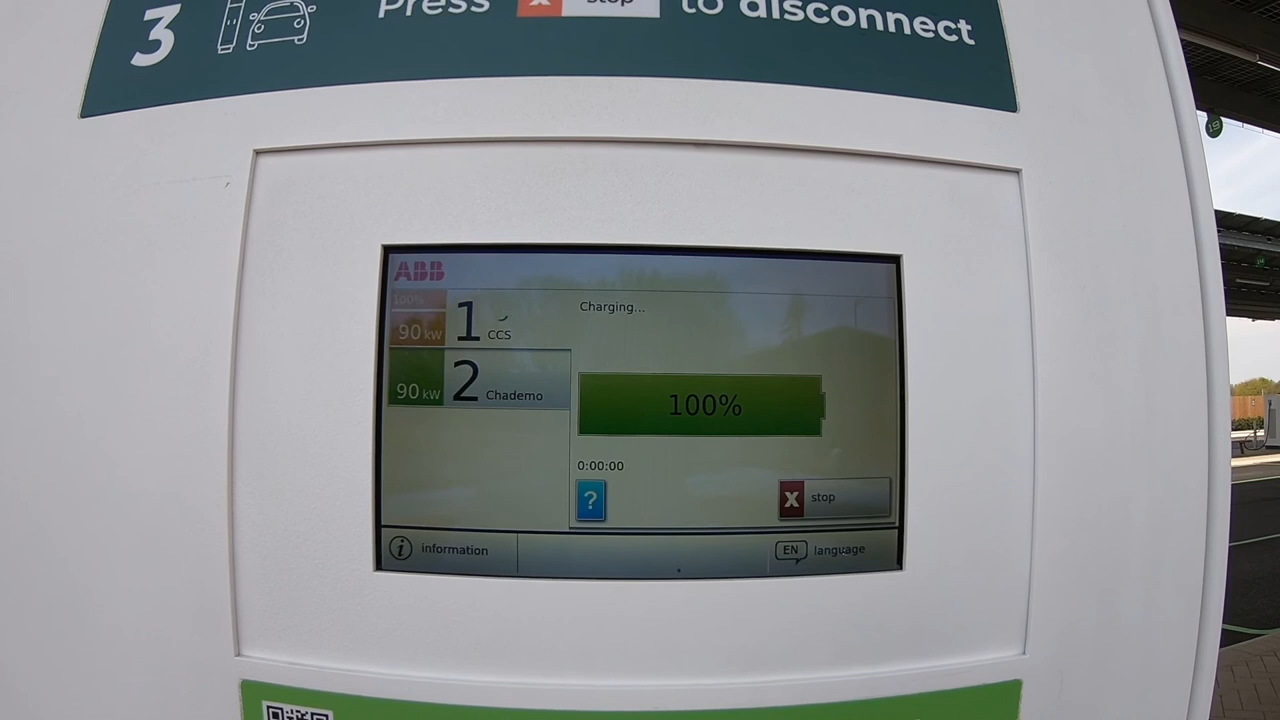 3
Press X stop to disconnect
ABB
100%
90 kW
1
CCS
Charging...
90 kW
2
Chademo
100%
0:00:00
?
X stop
i information
EN language
19